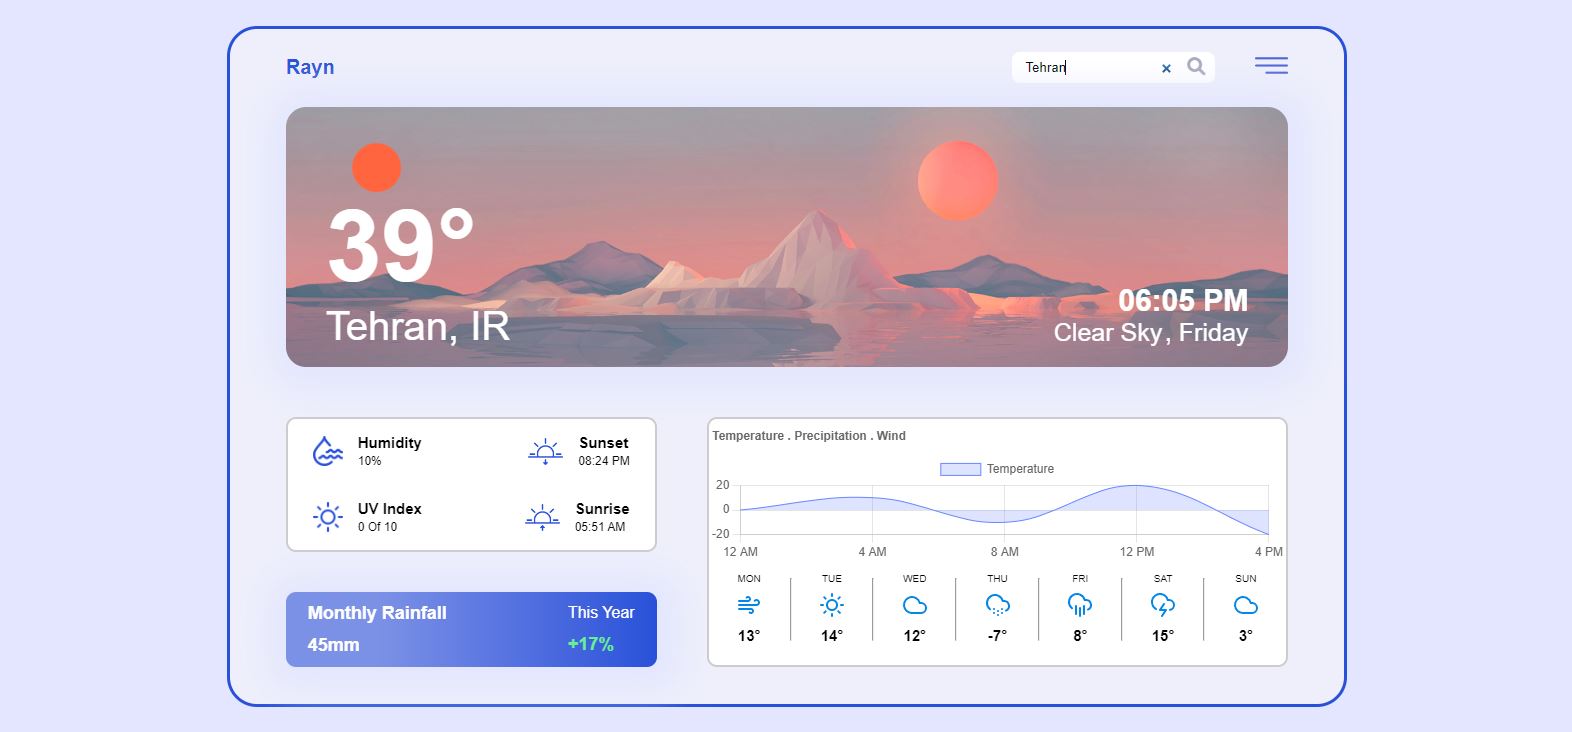 Rayn
Tehran
39°
Tehran, IR
06:05 PM
Clear Sky, Friday
Humidity
10%
Sunset
08:24 PM
UV Index
0 Of 10
Sunrise
05:51 AM
Monthly Rainfall
This Year
45mm
+17%
Temperature . Precipitation . Wind
Temperature
20
0
-20
12 AM 4 AM 8 AM 12 PM 4 PM
MON TUE WED THU FRI SAT SUN
13° 14° 12° -7° 8° 15° 3°